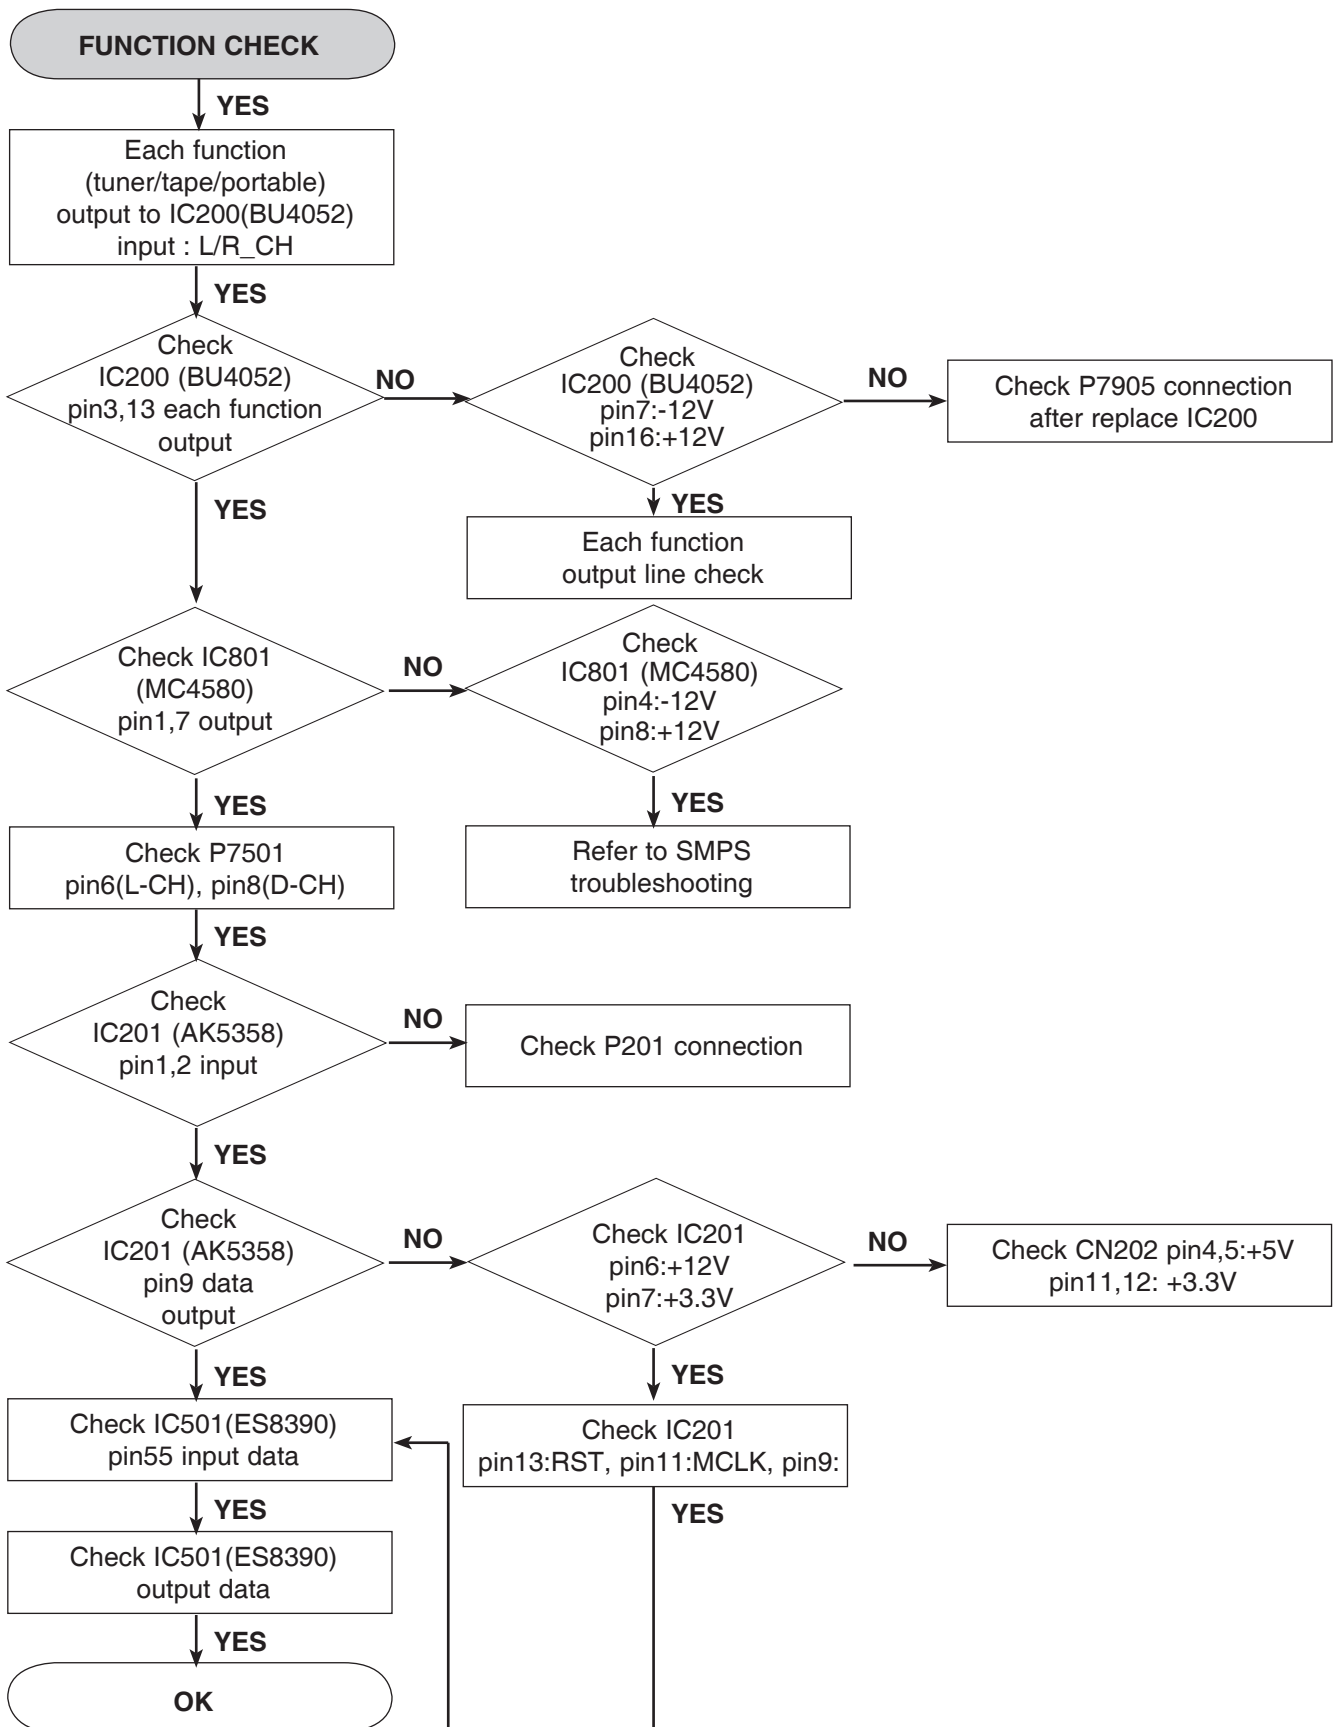 FUNCTION CHECK
YES
Each function
(tuner/tape/portable)
output to IC200(BU4052)
input : L/R_CH
YES
Check
IC200 (BU4052)
pin3,13 each function
output
NO
Check
IC200 (BU4052)
pin7:-12V
pin16:+12V
NO
Check P7905 connection
after replace IC200
YES
YES
Each function
output line check
Check IC801
(MC4580)
pin1,7 output
NO
Check
IC801 (MC4580)
pin4:-12V
pin8:+12V
YES
YES
Check P7501
pin6(L-CH), pin8(D-CH)
Refer to SMPS
troubleshooting
YES
Check
IC201 (AK5358)
pin1,2 input
NO
Check P201 connection
YES
Check
IC201 (AK5358)
pin9 data
output
NO
Check IC201
pin6:+12V
pin7:+3.3V
NO
Check CN202 pin4,5:+5V
pin11,12: +3.3V
YES
YES
Check IC501(ES8390)
pin55 input data
Check IC201
pin13:RST, pin11:MCLK, pin9:
YES
YES
Check IC501(ES8390)
output data
YES
OK